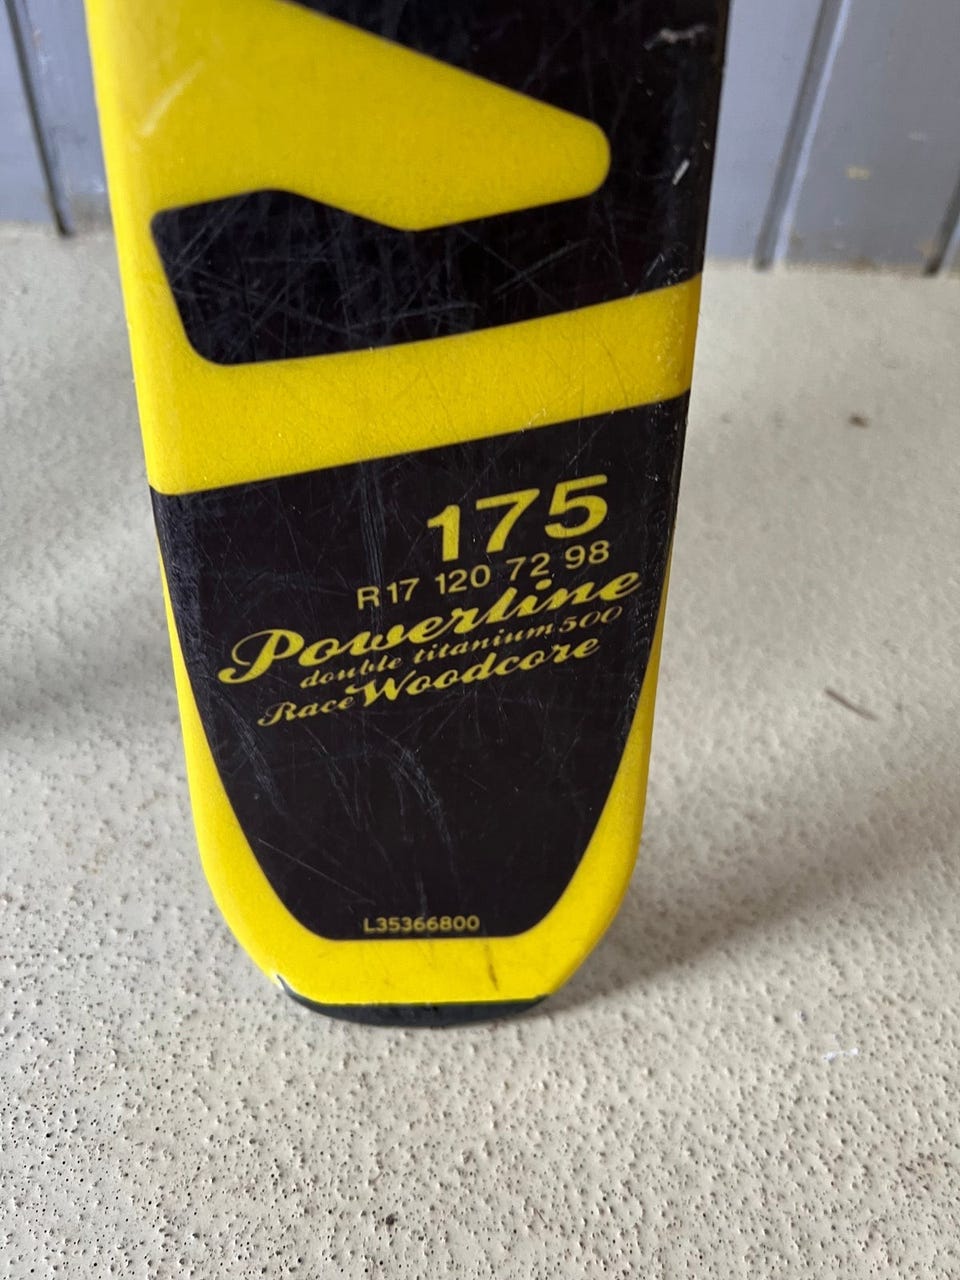 175
R17 120 72 98
Powerline
double titanium 500
Race Woodcore
L35366800